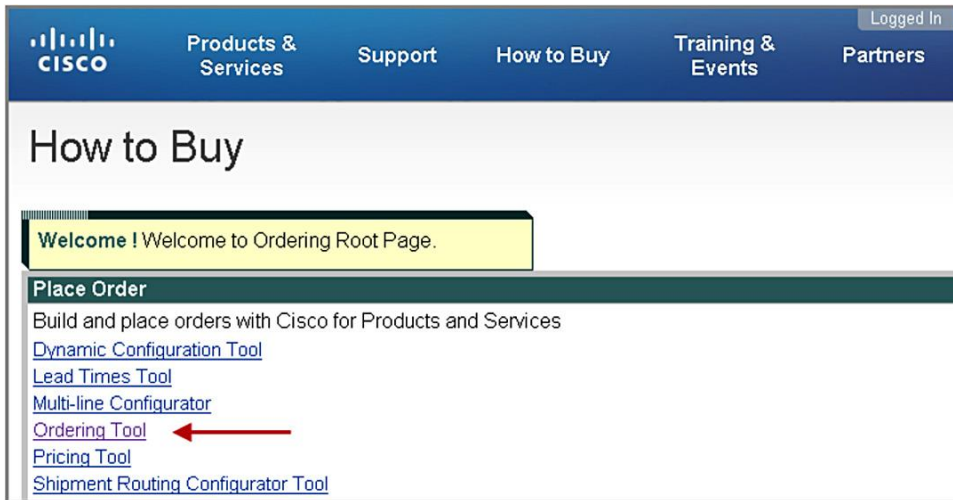 Logged In
CISCO
Products & Services
Support
How to Buy
Training & Events
Partners
How to Buy
Welcome ! Welcome to Ordering Root Page.
Place Order
Build and place orders with Cisco for Products and Services
Dynamic Configuration Tool
Lead Times Tool
Multi-line Configurator
Ordering Tool
Pricing Tool
Shipment Routing Configurator Tool